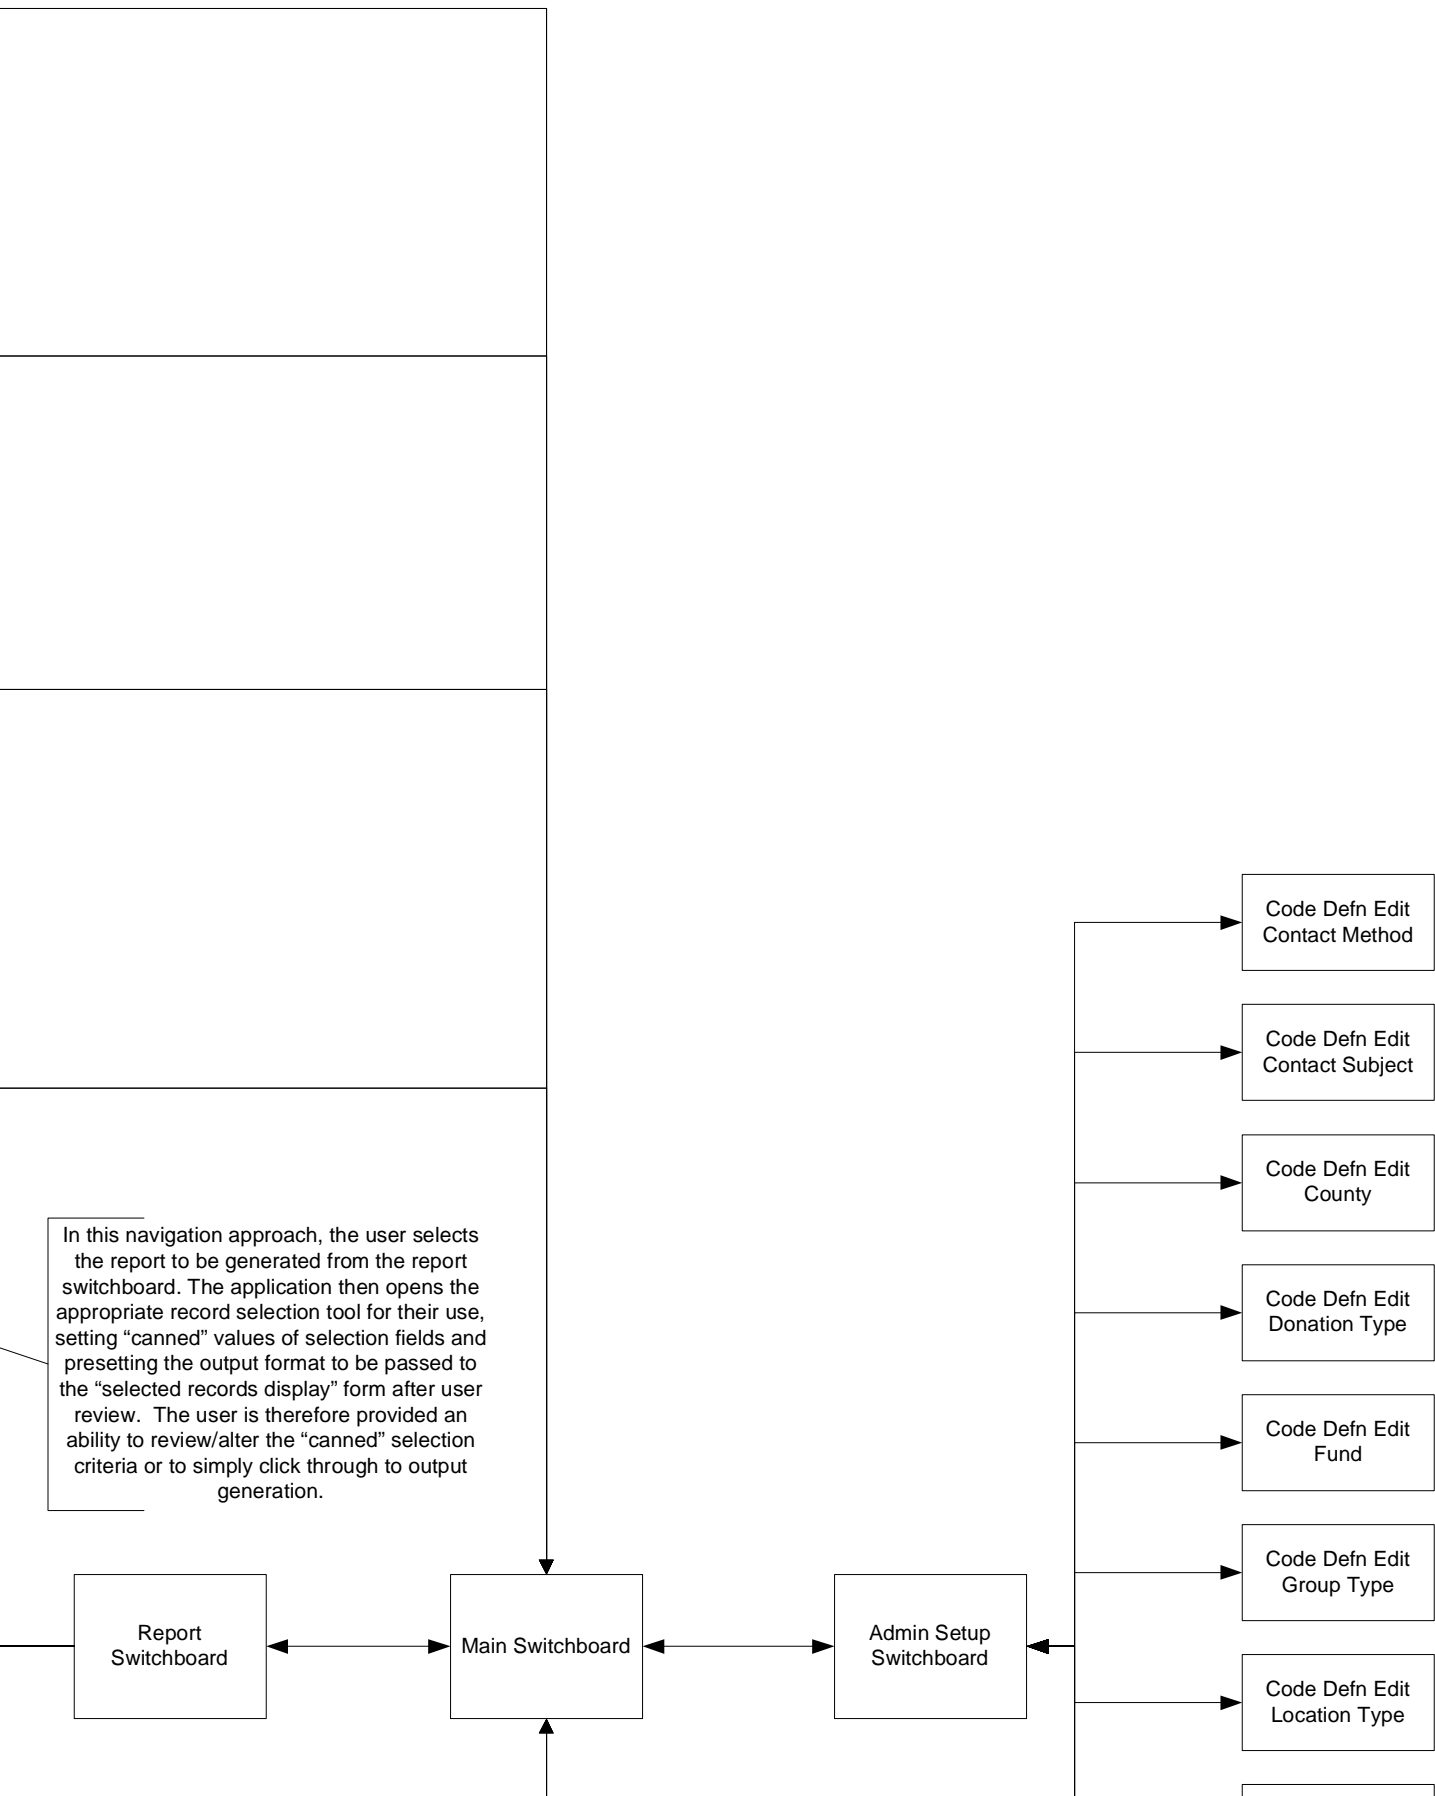 Code Defn Edit
Contact Method
Code Defn Edit
Contact Subject
Code Defn Edit
County
In this navigation approach, the user selects
the report to be generated from the report
switchboard. The application then opens the
appropriate record selection tool for their use,
setting “canned” values of selection fields and
presetting the output format to be passed to
the “selected records display” form after user
review.  The user is therefore provided an
ability to review/alter the “canned” selection
criteria or to simply click through to output
generation.
Code Defn Edit
Donation Type
Code Defn Edit
Fund
Code Defn Edit
Group Type
Report
Switchboard
Main Switchboard
Admin Setup
Switchboard
Code Defn Edit
Location Type